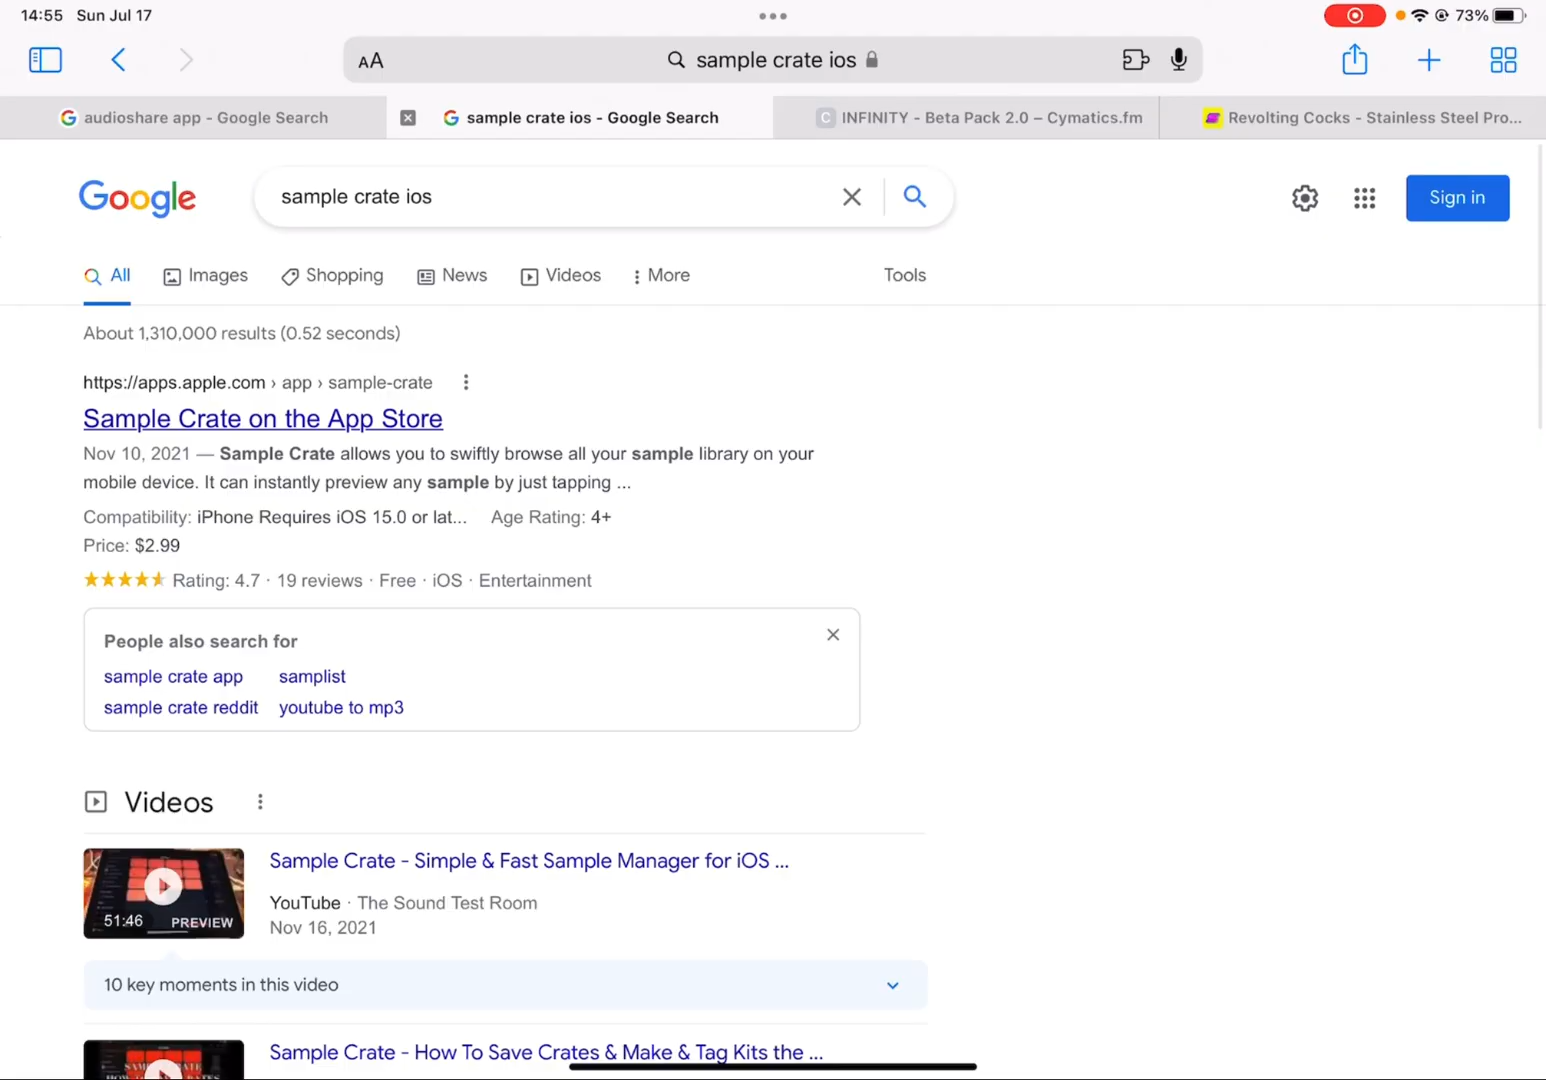 14:55 Sun Jul 17
73%
AA sample crate ios
audioshare app - Google Search
sample crate ios - Google Search
INFINITY - Beta Pack 2.0 – Cymatics.fm
Revolting Cocks - Stainless Steel Pro...
Google
sample crate ios
Sign in
All Images Shopping News Videos More Tools
About 1,310,000 results (0.52 seconds)
https://apps.apple.com › app › sample-crate
Sample Crate on the App Store
Nov 10, 2021 — Sample Crate allows you to swiftly browse all your sample library on your
mobile device. It can instantly preview any sample by just tapping ...
Compatibility: iPhone Requires iOS 15.0 or lat... Age Rating: 4+
Price: $2.99
Rating: 4.7 · 19 reviews · Free · iOS · Entertainment
People also search for
sample crate app samplist
sample crate reddit youtube to mp3
Videos
Sample Crate - Simple & Fast Sample Manager for iOS ...
YouTube · The Sound Test Room
Nov 16, 2021
51:46 PREVIEW
10 key moments in this video
Sample Crate - How To Save Crates & Make & Tag Kits the ...